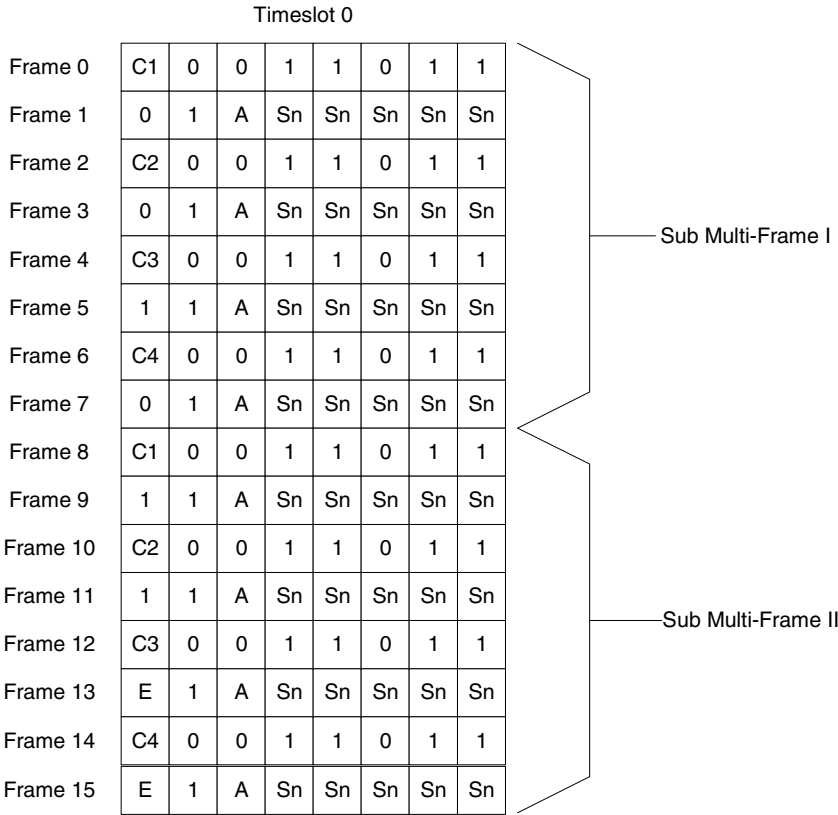 Timeslot 0
Frame 0 C1 0 0 1 1 0 1 1
Frame 1 0 1 A Sn Sn Sn Sn Sn
Frame 2 C2 0 0 1 1 0 1 1
Frame 3 0 1 A Sn Sn Sn Sn Sn
Sub Multi-Frame I
Frame 4 C3 0 0 1 1 0 1 1
Frame 5 1 1 A Sn Sn Sn Sn Sn
Frame 6 C4 0 0 1 1 0 1 1
Frame 7 0 1 A Sn Sn Sn Sn Sn
Frame 8 C1 0 0 1 1 0 1 1
Frame 9 1 1 A Sn Sn Sn Sn Sn
Frame 10 C2 0 0 1 1 0 1 1
Frame 11 1 1 A Sn Sn Sn Sn Sn
Sub Multi-Frame II
Frame 12 C3 0 0 1 1 0 1 1
Frame 13 E 1 A Sn Sn Sn Sn Sn
Frame 14 C4 0 0 1 1 0 1 1
Frame 15 E 1 A Sn Sn Sn Sn Sn